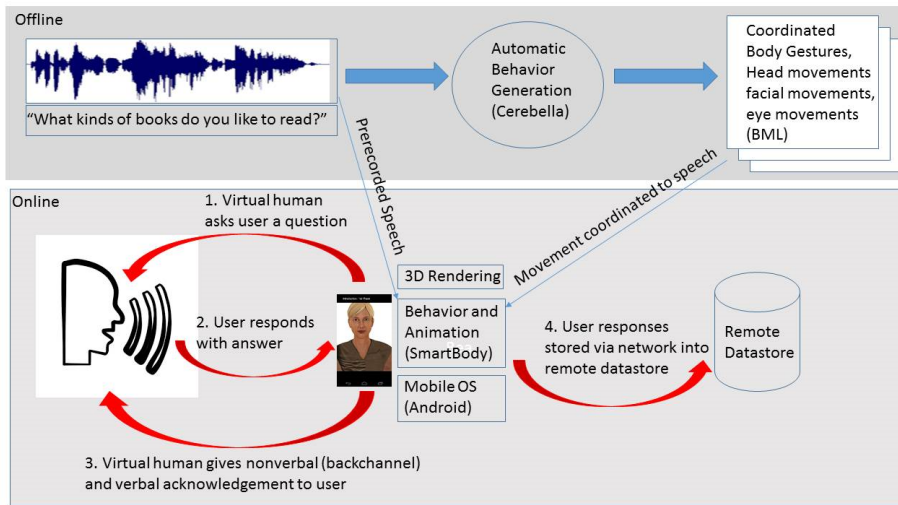 Offline
"What kinds of books do you like to read?"
Automatic
Behavior
Generation
(Cerebella)
Coordinated
Body Gestures,
Head movements
facial movements,
eye movements
(BML)
Prerecorded Speech
Movement coordinated to speech
Online
1. Virtual human
asks user a question
2. User responds
with answer
3D Rendering
Behavior and
Animation
(SmartBody)
Mobile OS
(Android)
4. User responses
stored via network into
remote datastore
Remote
Datastore
3. Virtual human gives nonverbal (backchannel)
and verbal acknowledgement to user